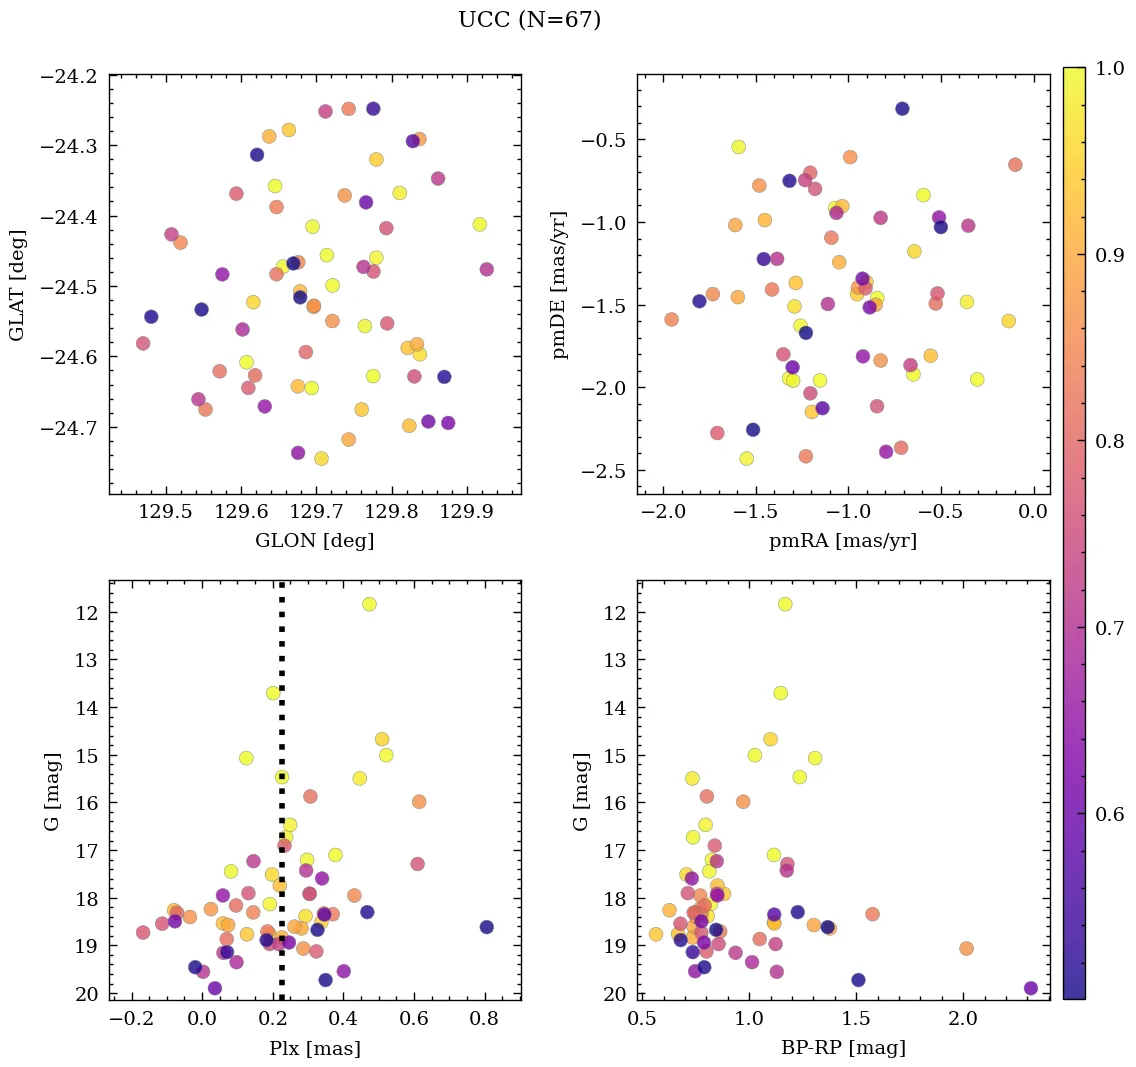 UCC (N=67)
−24.2
−24.3
−24.4
−24.5
−24.6
−24.7
GLAT [deg]
129.5 129.6 129.7 129.8 129.9
GLON [deg]
−0.5
−1.0
−1.5
−2.0
−2.5
pmDE [mas/yr]
−2.0 −1.5 −1.0 −0.5 0.0
pmRA [mas/yr]
1.0
0.9
0.8
0.7
0.6
12
13
14
15
16
17
18
19
20
G [mag]
−0.2 0.0 0.2 0.4 0.6 0.8
Plx [mas]
12
13
14
15
16
17
18
19
20
G [mag]
0.5 1.0 1.5 2.0
BP-RP [mag]